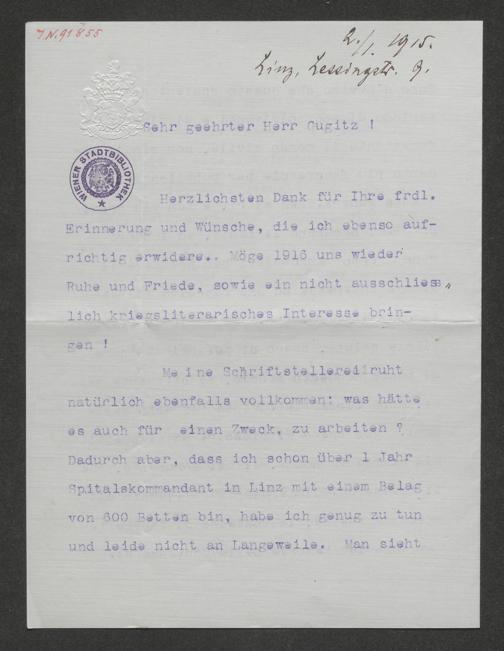 J.N.91855
2./1. 1915.
Linz, Lessingstr. 9.
Sehr geehrter Herr Gugitz !
WIENER STADTBIBLIOTHEK
Herzlichsten Dank für Ihre frdl.
Erinnerung und Wünsche, die ich ebenso auf-
richtig erwidere.. Möge 1916 uns wieder
Ruhe und Friede, sowie ein nicht ausschliess„
lich kriegsliterarisches Interesse brin-
gen !
Meine Schriftstellereiiruht
natürlich ebenfalls vollkommen: was hätte
es auch für einen Zweck, zu arbeiten ?
Dadurch aber, dass ich schon über 1 Jahr
Spitalskommandant in Linz mit einem Belag
von 600 Betten bin, habe ich genug zu tun
und leide nicht an Langeweile. Man sieht